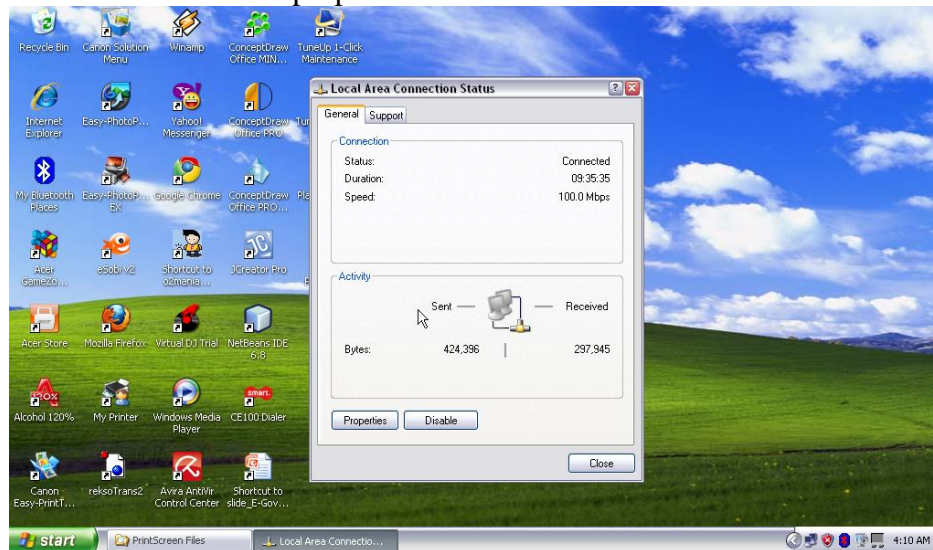 Recycle Bin
Canon Solution
Menu
Winamp
ConceptDraw
Office MIN...
TuneUp 1-Click
Maintenance
Internet
Explorer
Easy-PhotoP...
Yahoo!
Messenger
ConceptDraw
Office PRO
Tur
My Bluetooth
Places
Easy-PhotoP...
EX
Google Chrome
ConceptDraw
Office PRO...
Pla
Acer
GameZo...
eSobi v2
Shortcut to
ozmania...
JCreator Pro
Acer Store
Mozilla Firefox
Virtual DJ Trial
NetBeans IDE
6.8
Alcohol 120%
My Printer
Windows Media
Player
smart.
CE100 Dialer
Canon
Easy-PrintT...
reksoTrans2
Avira AntiVir
Control Center
Shortcut to
slide_E-Gov...
Local Area Connection Status
General Support
Connection
Status: Connected
Duration: 09:35:35
Speed: 100.0 Mbps
Activity
Sent — — Received
Bytes: 424,396 | 297,945
Properties Disable
Close
start PrintScreen Files Local Area Connectio... 4:10 AM